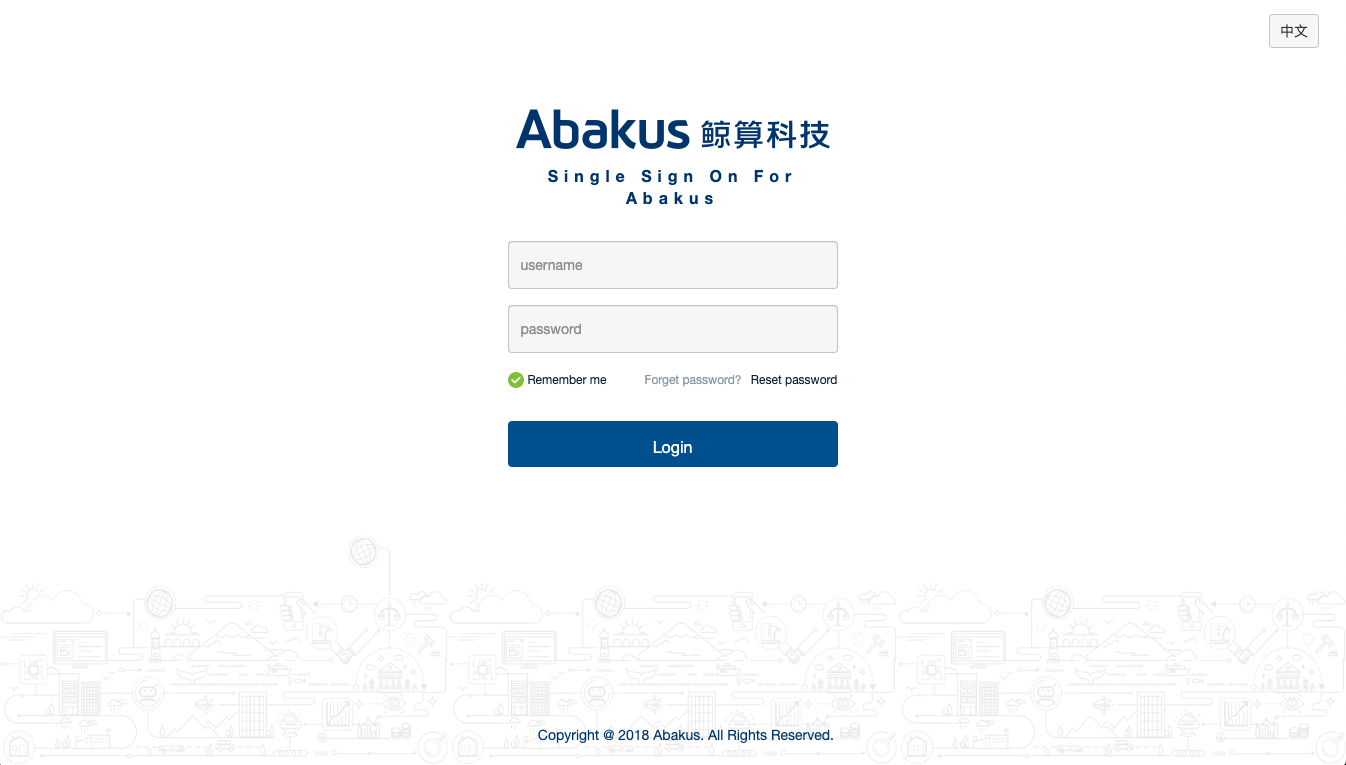 中文
Abakus 鲸算科技
Single Sign On For
Abakus
username
password
Remember me Forget password? Reset password
Login
Copyright @ 2018 Abakus. All Rights Reserved.